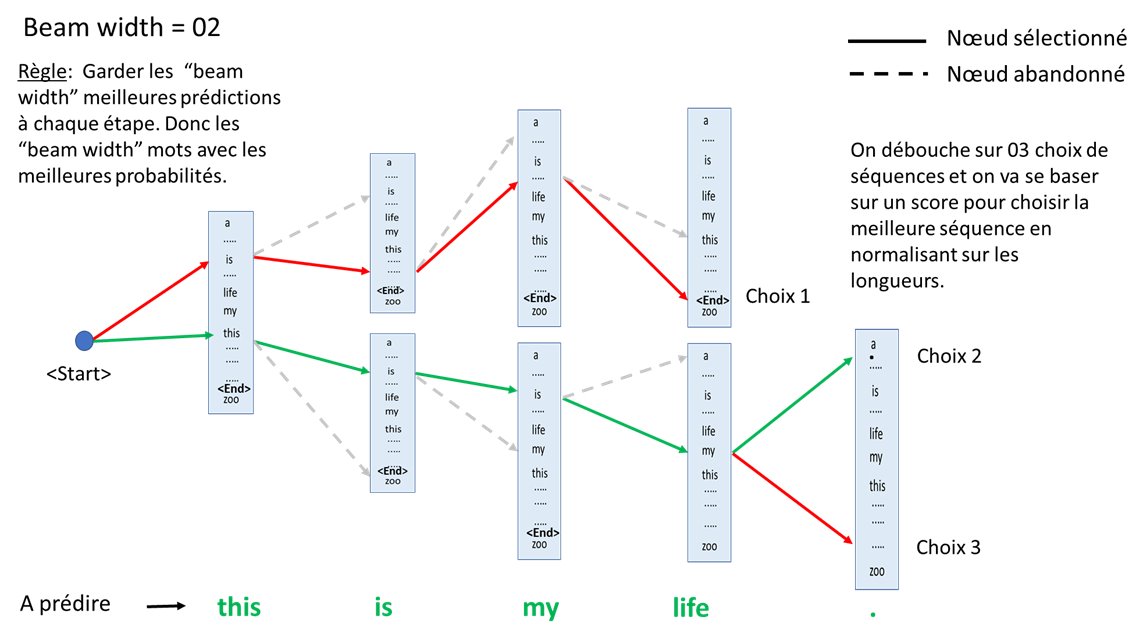 Beam width = 02
Règle: Garder les “beam
width” meilleures prédictions
à chaque étape. Donc les
“beam width” mots avec les
meilleures probabilités.
Nœud sélectionné
Nœud abandonné
On débouche sur 03 choix de
séquences et on va se baser
sur un score pour choisir la
meilleure séquence en
normalisant sur les
longueurs.
<Start>
a
.....
is
.....
life
my
this
.....
.....
.....
<End>
zoo
a
.....
is
.....
life
my
this
.....
.....
.....
<End>
zoo
a
.....
is
.....
life
my
this
.....
.....
.....
<End>
zoo
a
.....
is
.....
life
my
this
.....
.....
.....
<End>
zoo
Choix 1
a
.....
is
.....
life
my
this
.....
.....
.....
<End>
zoo
a
.....
is
.....
life
my
this
.....
.....
.....
<End>
zoo
a
.....
is
.....
life
my
this
.....
.....
.....
zoo
a
.
.....
is
.....
life
my
this
.....
.....
.....
zoo
Choix 2
Choix 3
A prédire this is my life .